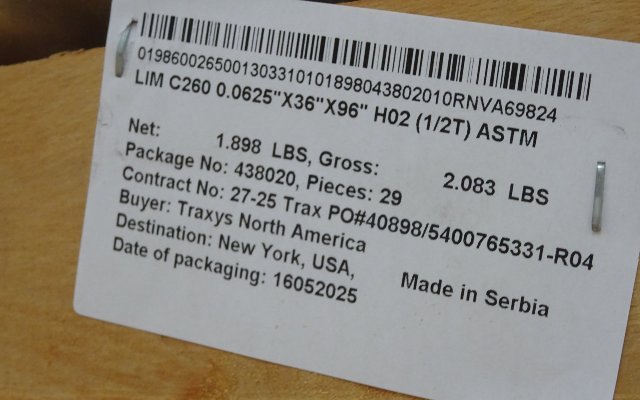 0198600265001303310101898043802010RNVA69824
LIM C260 0.0625"X36"X96" H02 (1/2T) ASTM
Net: 1.898 LBS, Gross: 2.083 LBS
Package No: 438020, Pieces: 29
Contract No: 27-25 Trax PO#40898/5400765331-R04
Buyer: Traxys North America
Destination: New York, USA,
Date of packaging: 16052025
Made in Serbia